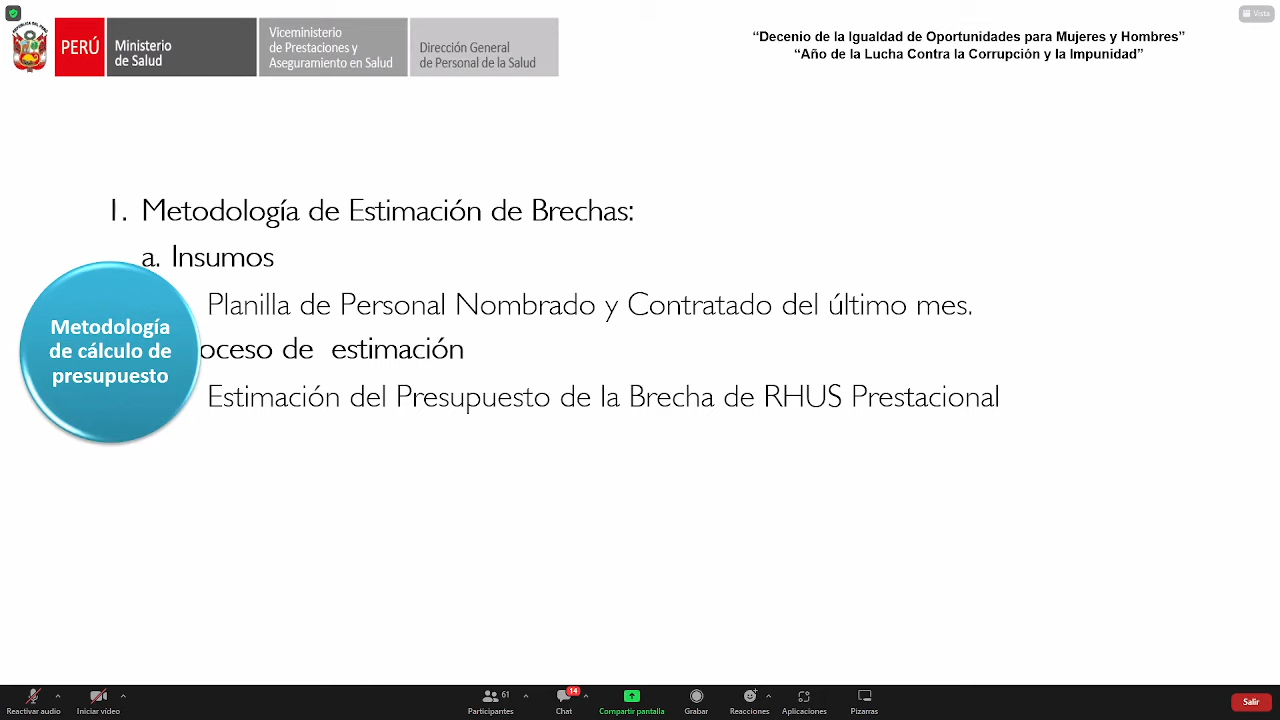 Vista
PERÚ
Ministerio
de Salud
Viceministerio
de Prestaciones y
Aseguramiento en Salud
Dirección General
de Personal de la Salud
“Decenio de la Igualdad de Oportunidades para Mujeres y Hombres”
“Año de la Lucha Contra la Corrupción y la Impunidad”
1. Metodología de Estimación de Brechas:
a. Insumos
Planilla de Personal Nombrado y Contratado del último mes.
oceso de estimación
Estimación del Presupuesto de la Brecha de RHUS Prestacional
Metodología
de cálculo de
presupuesto
Reactivar audio
Iniciar vídeo
61
Participantes
14
Chat
Compartir pantalla
Grabar
Reacciones
Aplicaciones
Pizarras
Salir